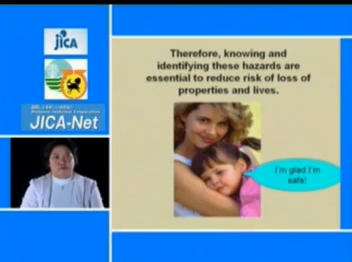 jICA
JICA-Net
Therefore, knowing and
identifying these hazards are
essential to reduce risk of loss of
properties and lives.
I'm glad I'm
safe!